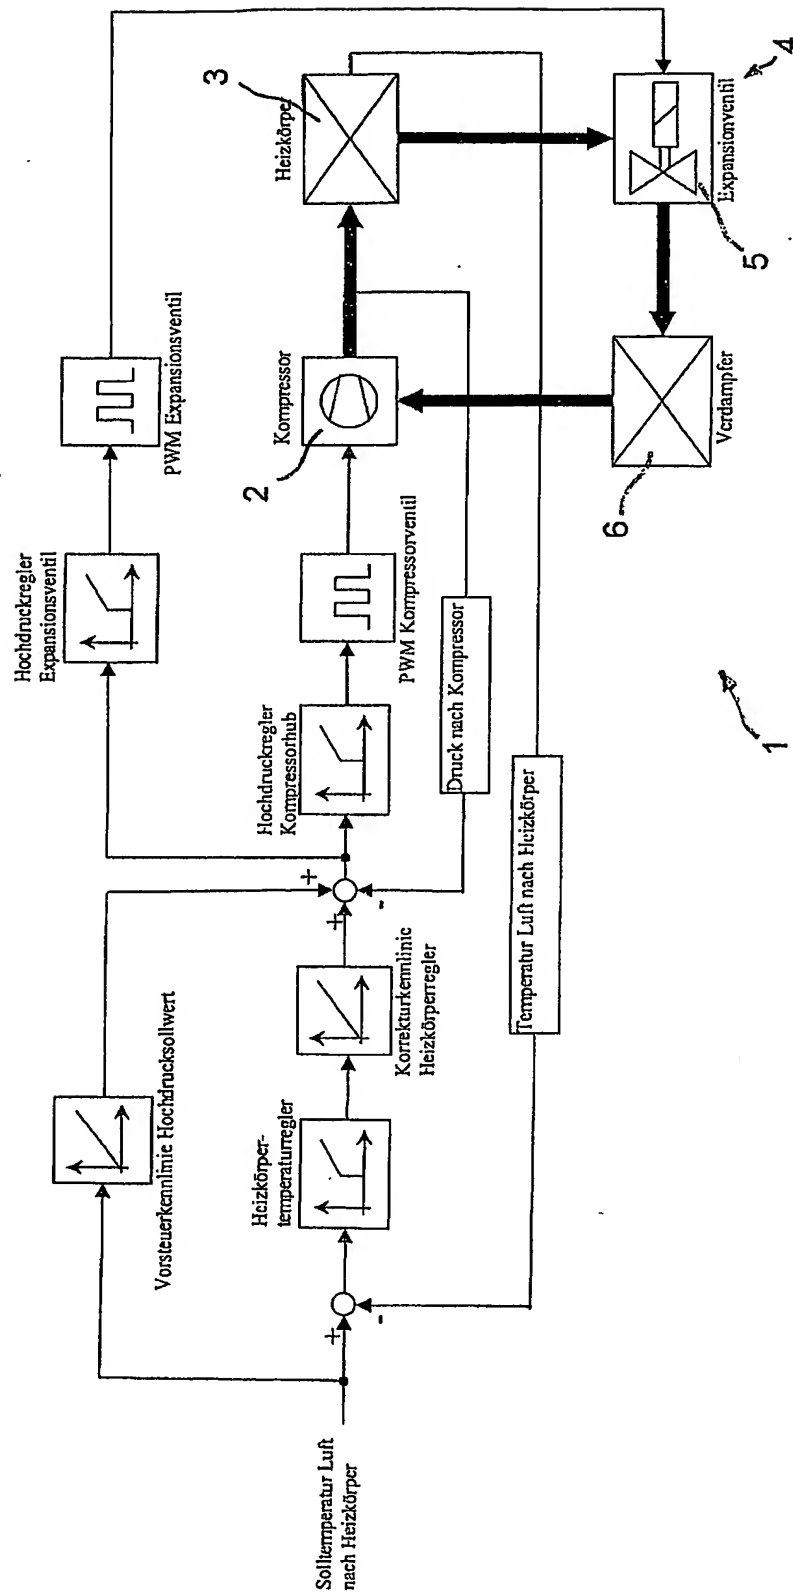 Solltemperatur Luft
nach Heizkörper
+
-
Vorsteuerkennlinie Hochdrucksollwert
Heizkörper-
temperaturregler
Korrekturkennlinie
Heizkörperregler
+
+
-
Hochdruckregler
Expansionsventil
Hochdruckregler
Kompressorhub
PWM Expansionsventil
PWM Kompressorventil
Druck nach Kompressor
Temperatur Luft nach Heizkörper
Kompressor
2
Heizkörper
3
Verdampfer
6
Expansionventil
5
4
1